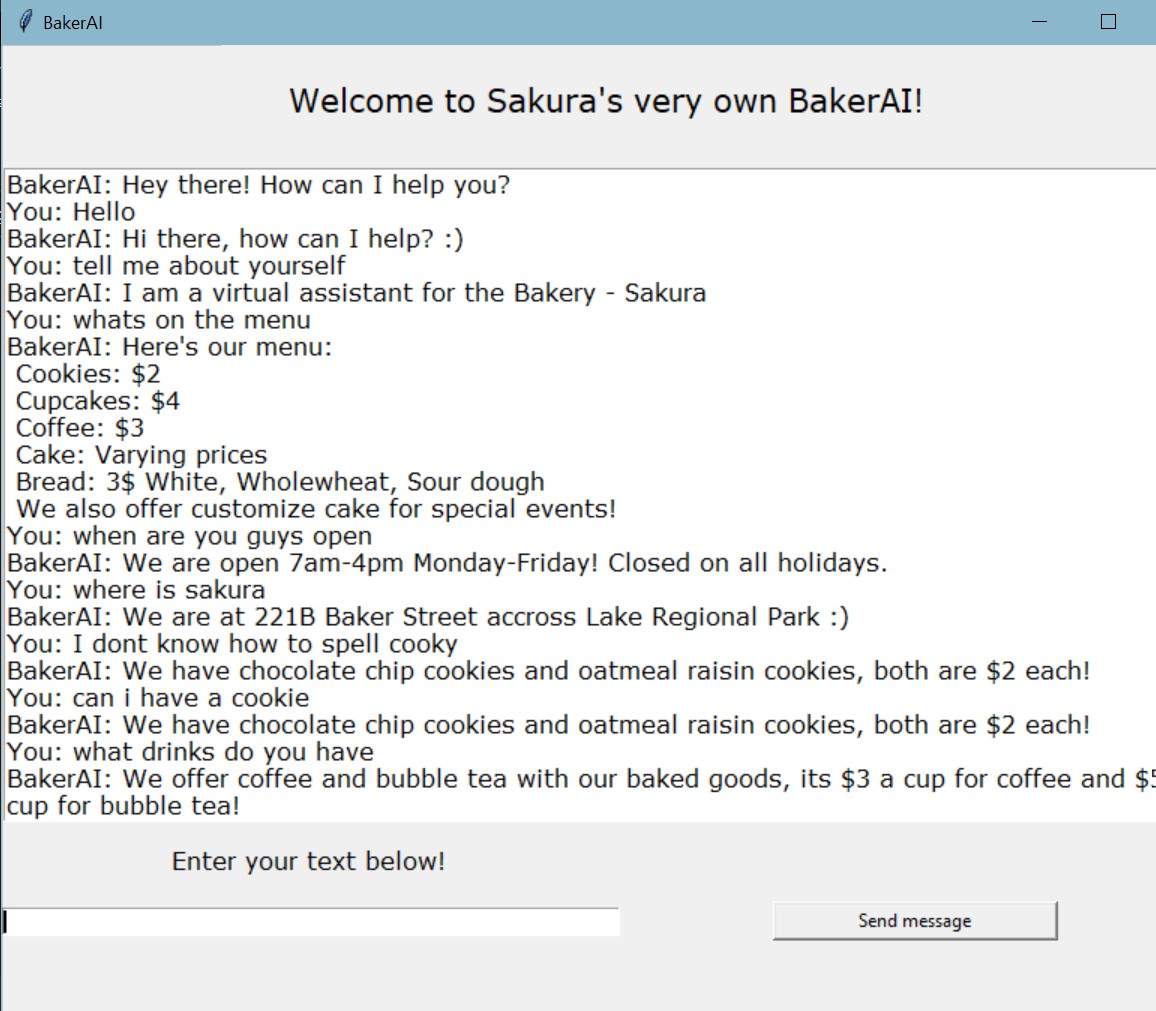 BakerAI
Welcome to Sakura's very own BakerAI!
BakerAI: Hey there! How can I help you?
You: Hello
BakerAI: Hi there, how can I help? :)
You: tell me about yourself
BakerAI: I am a virtual assistant for the Bakery - Sakura
You: whats on the menu
BakerAI: Here's our menu:
Cookies: $2
Cupcakes: $4
Coffee: $3
Cake: Varying prices
Bread: 3$ White, Wholewheat, Sour dough
We also offer customize cake for special events!
You: when are you guys open
BakerAI: We are open 7am-4pm Monday-Friday! Closed on all holidays.
You: where is sakura
BakerAI: We are at 221B Baker Street accross Lake Regional Park :)
You: I dont know how to spell cooky
BakerAI: We have chocolate chip cookies and oatmeal raisin cookies, both are $2 each!
You: can i have a cookie
BakerAI: We have chocolate chip cookies and oatmeal raisin cookies, both are $2 each!
You: what drinks do you have
BakerAI: We offer coffee and bubble tea with our baked goods, its $3 a cup for coffee and $5
cup for bubble tea!
Enter your text below!
Send message